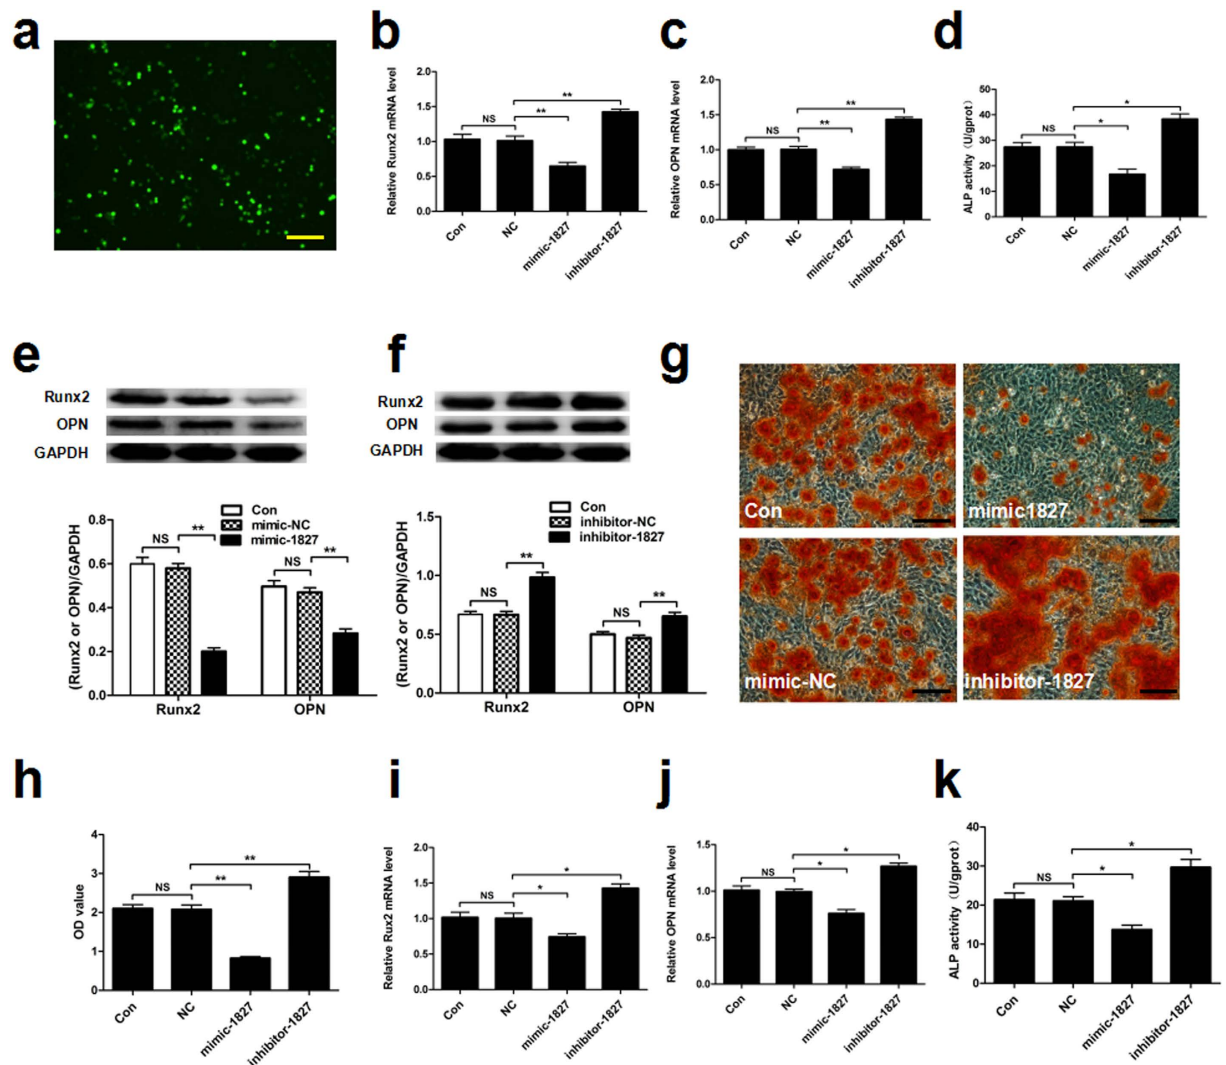 a
b
Relative Runx2 mRNA level
2.0
1.5
1.0
0.5
0.0
NS
**
**
Con
NC
mimic-1827
inhibitor-1827
c
Relative OPN mRNA level
2.0
1.5
1.0
0.5
0.0
NS
**
**
Con
NC
mimic-1827
inhibitor-1827
d
ALP activity (U/gprot)
50
40
30
20
10
0
NS
*
*
Con
NC
mimic-1827
inhibitor-1827
e
Runx2
OPN
GAPDH
(Runx2 or OPN)/GAPDH
0.8
0.6
0.4
0.2
0.0
Con
mimic-NC
mimic-1827
NS
**
NS
**
Runx2
OPN
f
Runx2
OPN
GAPDH
(Runx2 or OPN)/GAPDH
1.5
1.0
0.5
0.0
Con
inhibitor-NC
inhibitor-1827
NS
**
NS
**
Runx2
OPN
g
Con
mimic1827
mimic-NC
inhibitor-1827
h
OD value
4
3
2
1
0
NS
**
**
Con
NC
mimic-1827
inhibitor-1827
i
Relative Rux2 mRNA level
2.0
1.5
1.0
0.5
0.0
NS
*
*
Con
NC
mimic-1827
inhibitor-1827
j
Relative OPN mRNA level
1.5
1.0
0.5
0.0
NS
*
*
Con
NC
mimic-1827
inhibitor-1827
k
ALP activity (U/gprot)
40
30
20
10
0
NS
*
*
Con
NC
mimic-1827
inhibitor-1827